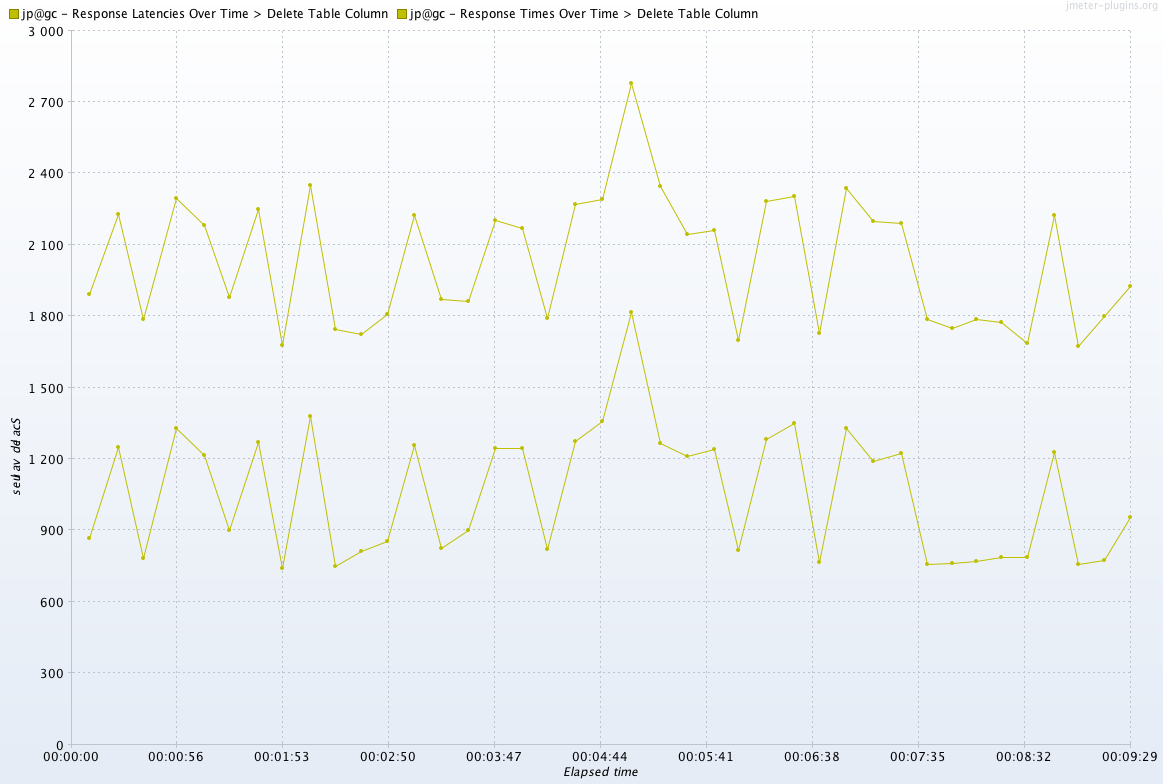 jmeter-plugins.org
jp@gc - Response Latencies Over Time > Delete Table Column jp@gc - Response Times Over Time > Delete Table Column
3 000
2 700
2 400
2 100
1 800
1 500
1 200
900
600
300
0
00:00:00 00:00:56 00:01:53 00:02:50 00:03:47 00:04:44 00:05:41 00:06:38 00:07:35 00:08:32 00:09:29
Elapsed time